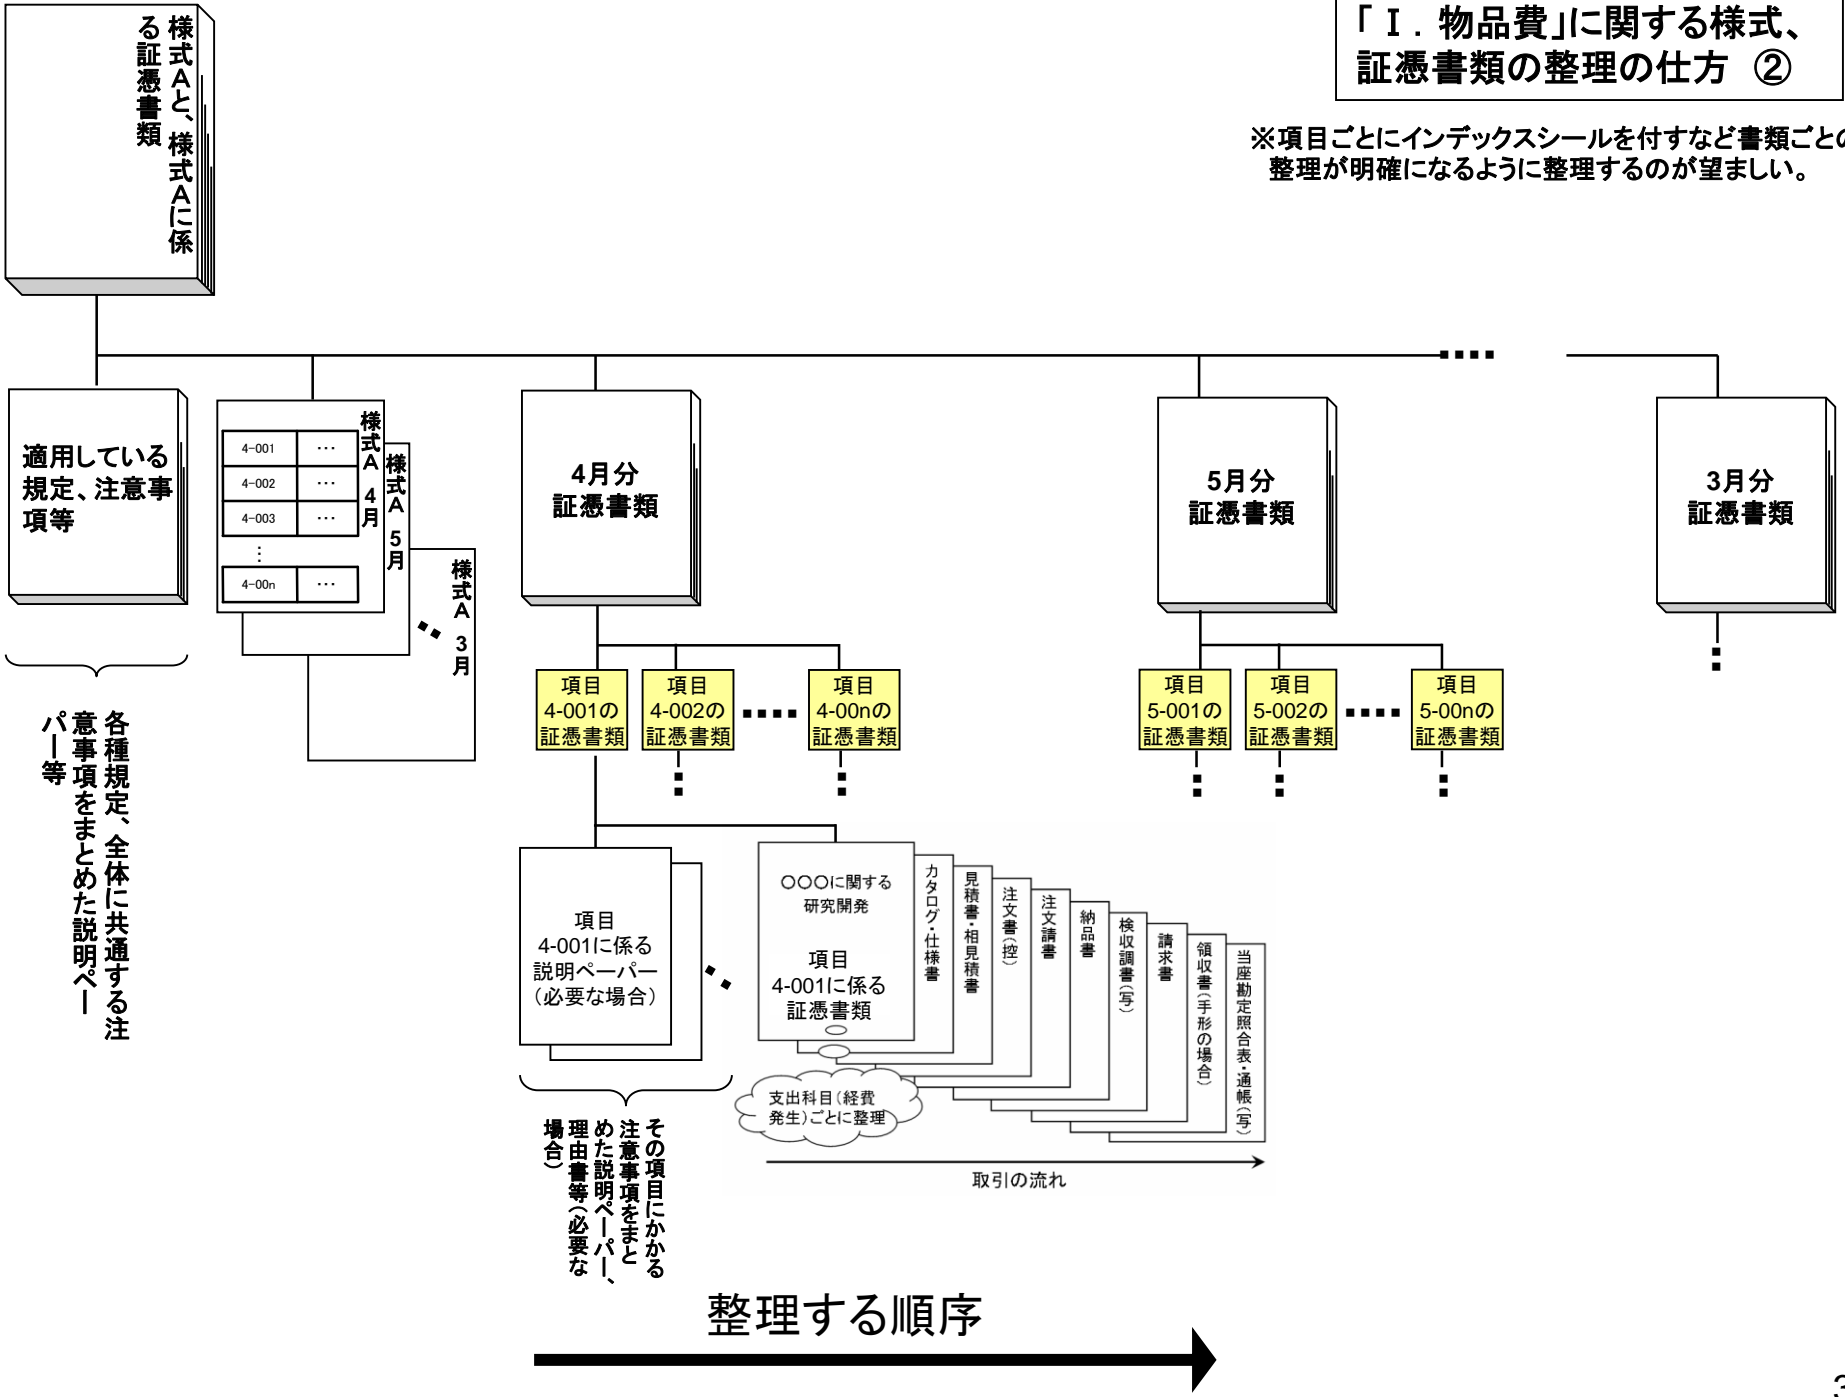 「Ⅰ．物品費」に関する様式、
証憑書類の整理の仕方 ②
※項目ごとにインデックスシールを付すなど書類ごとの
整理が明確になるように整理するのが望ましい。
様式Aと、様式Aに係
る証憑書類
適用している
規定、注意事
項等
様式A 4月
4-001 …
4-002 …
4-003 …
⋮
4-00n …
様式A 5月
様式A 3月
4月分
証憑書類
5月分
証憑書類
3月分
証憑書類
項目
4-001の
証憑書類
項目
4-002の
証憑書類
項目
4-00nの
証憑書類
項目
5-001の
証憑書類
項目
5-002の
証憑書類
項目
5-00nの
証憑書類
各種規定、全体に共通する注
意事項をまとめた説明ペー
パー等
項目
4-001に係る
説明ペーパー
（必要な場合）
○○○に関する
研究開発
項目
4-001に係る
証憑書類
カタログ・仕様書
見積書・相見積書
注文書（控）
注文請書
納品書
検収調書（写）
請求書
領収書（手形の場合）
当座勘定照合表・通帳（写）
支出科目（経費
発生）ごとに整理
取引の流れ
その項目にかかる
注意事項をまと
めた説明ペーパー、
理由書等（必要な
場合）
整理する順序